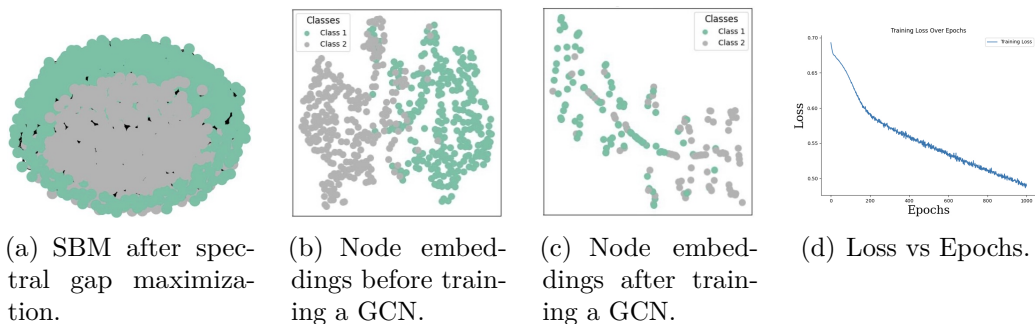 Classes
Class 1
Class 2
Classes
Class 1
Class 2
Training Loss Over Epochs
Training Loss
0.70
0.65
0.60
0.55
0.50
Loss
0 200 400 600 800 1000
Epochs
(a) SBM after spec-
tral gap maximiza-
tion.
(b) Node embed-
dings before train-
ing a GCN.
(c) Node embed-
dings after train-
ing a GCN.
(d) Loss vs Epochs.